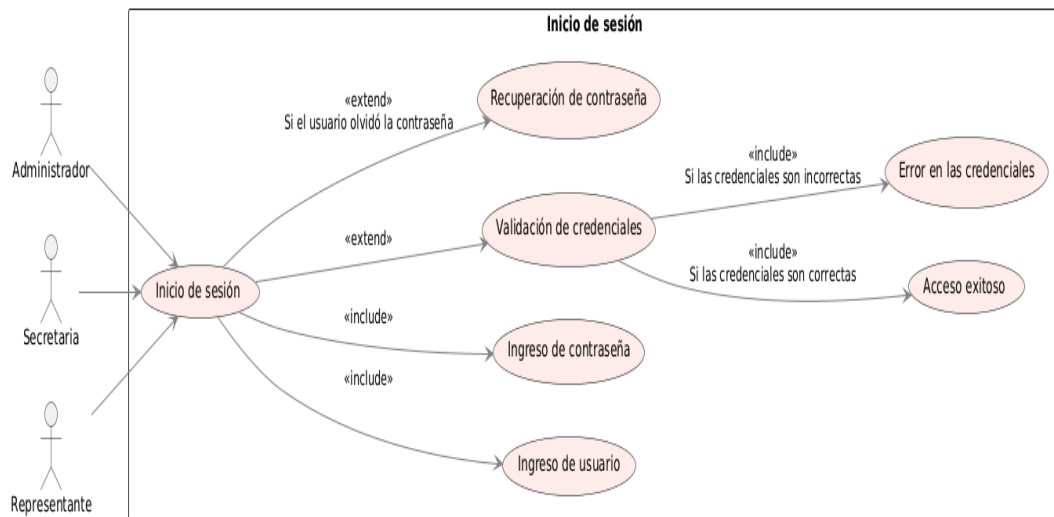 Inicio de sesión
Administrador
Secretaria
Representante
Inicio de sesión
«extend»
Si el usuario olvidó la contraseña
Recuperación de contraseña
«extend»
Validación de credenciales
«include»
Si las credenciales son incorrectas
Error en las credenciales
«include»
Si las credenciales son correctas
Acceso exitoso
«include»
Ingreso de contraseña
«include»
Ingreso de usuario